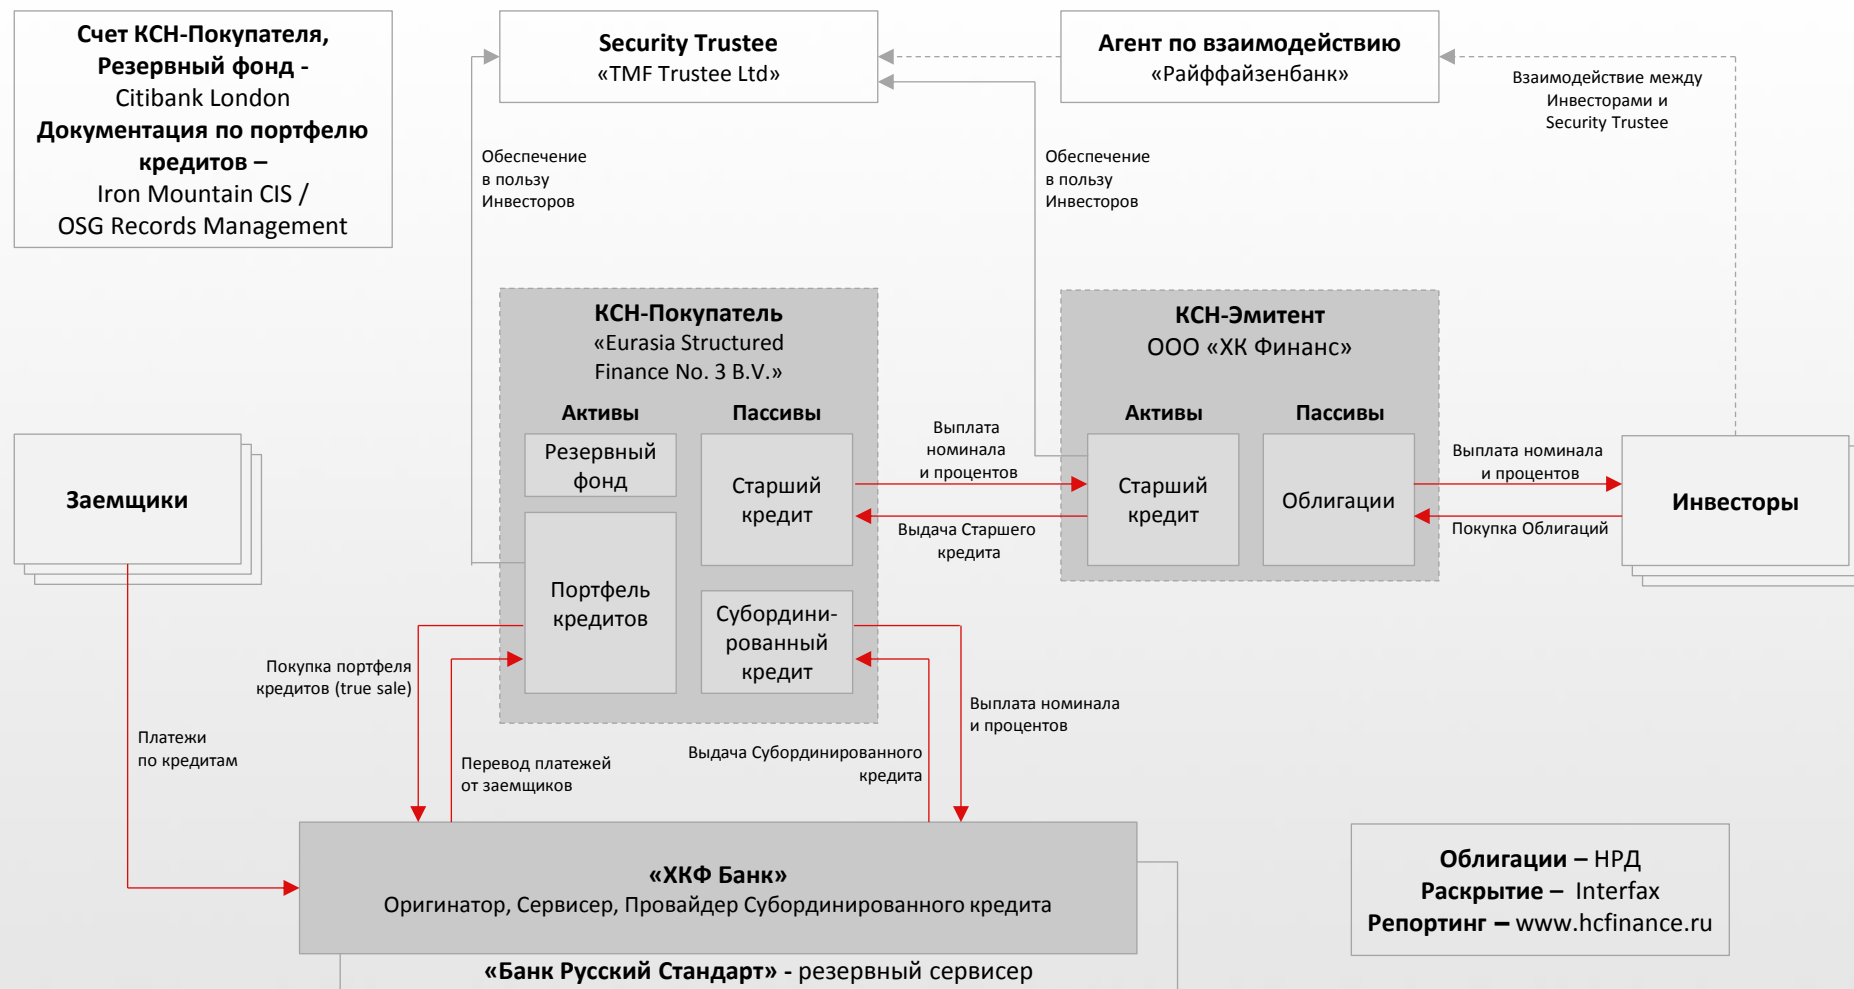 Счет КСН-Покупателя,
Резервный фонд -
Citibank London
Документация по портфелю
кредитов –
Iron Mountain CIS /
OSG Records Management
Security Trustee
«TMF Trustee Ltd»
Агент по взаимодействию
«Райффайзенбанк»
Взаимодействие между
Инвесторами и
Security Trustee
Обеспечение
в пользу
Инвесторов
Обеспечение
в пользу
Инвесторов
КСН-Покупатель
«Eurasia Structured
Finance No. 3 B.V.»
Активы
Пассивы
Резервный
фонд
Портфель
кредитов
Старший
кредит
Субордини-
рованный
кредит
Выплата
номинала
и процентов
Выдача Старшего
кредита
КСН-Эмитент
ООО «ХК Финанс»
Активы
Пассивы
Старший
кредит
Облигации
Выплата номинала
и процентов
Покупка Облигаций
Инвесторы
Заемщики
Платежи
по кредитам
Покупка портфеля
кредитов (true sale)
Перевод платежей
от заемщиков
Выдача Субординированного
кредита
Выплата номинала
и процентов
«ХКФ Банк»
Оригинатор, Сервисер, Провайдер Субординированного кредита
«Банк Русский Стандарт» - резервный сервисер
Облигации – НРД
Раскрытие – Interfax
Репортинг – www.hcfinance.ru